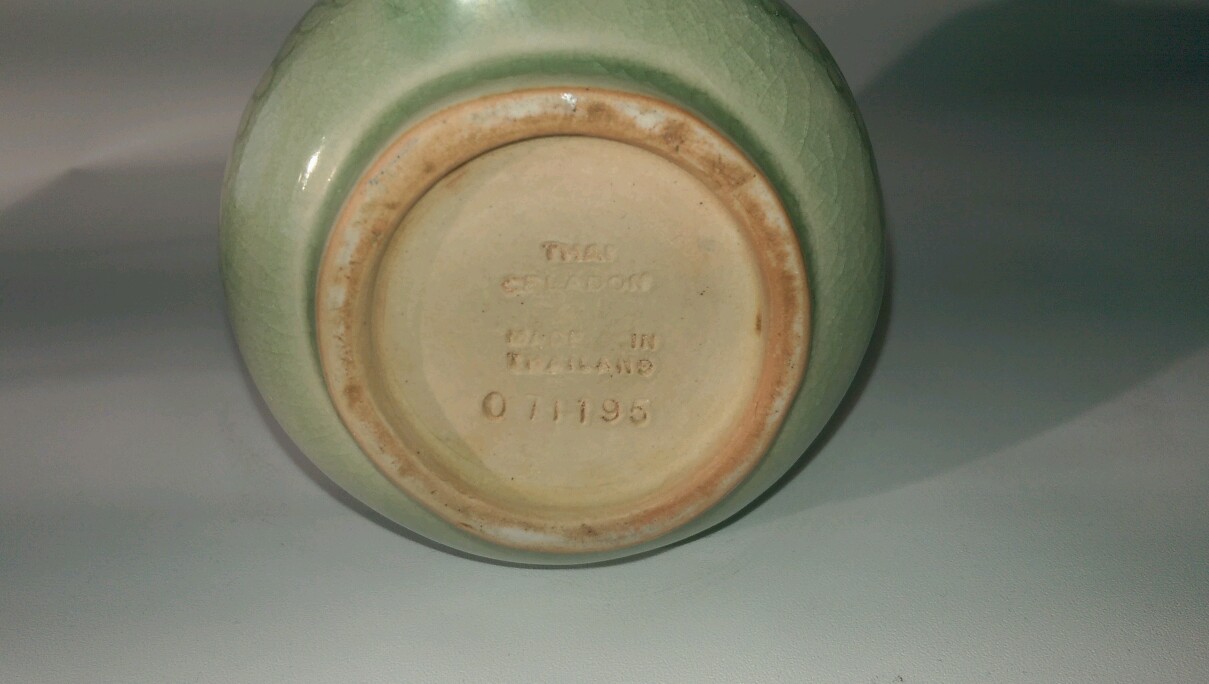 THAI
CELADON
MADE IN
THAILAND
071195